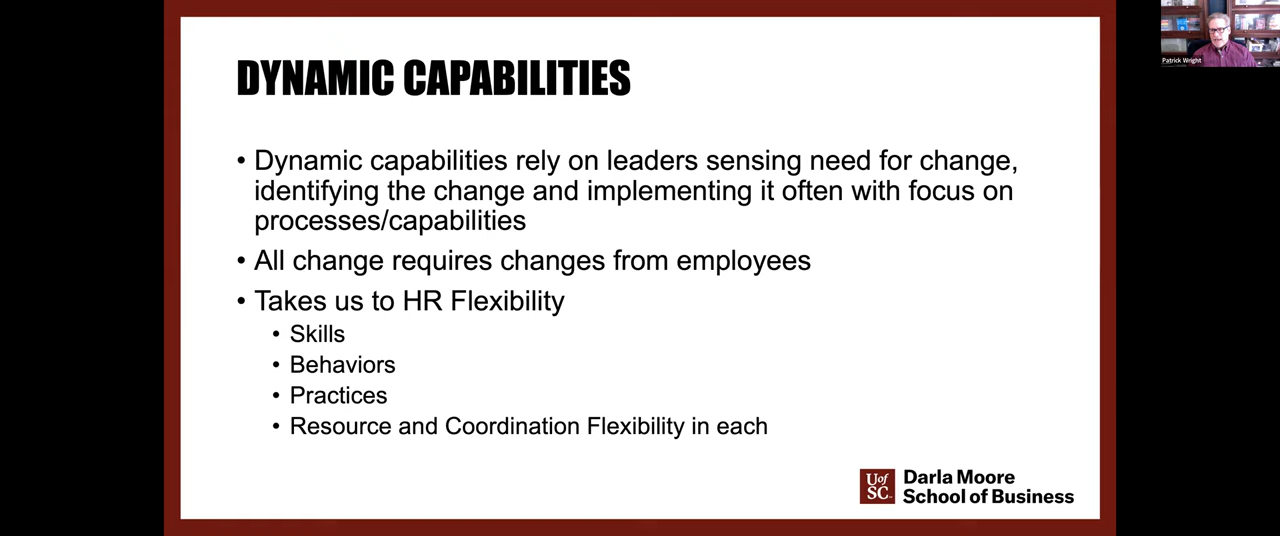 DYNAMIC CAPABILITIES
• Dynamic capabilities rely on leaders sensing need for change,
identifying the change and implementing it often with focus on
processes/capabilities
• All change requires changes from employees
• Takes us to HR Flexibility
• Skills
• Behaviors
• Practices
• Resource and Coordination Flexibility in each
Uof
SC
Darla Moore
School of Business
Patrick Wright